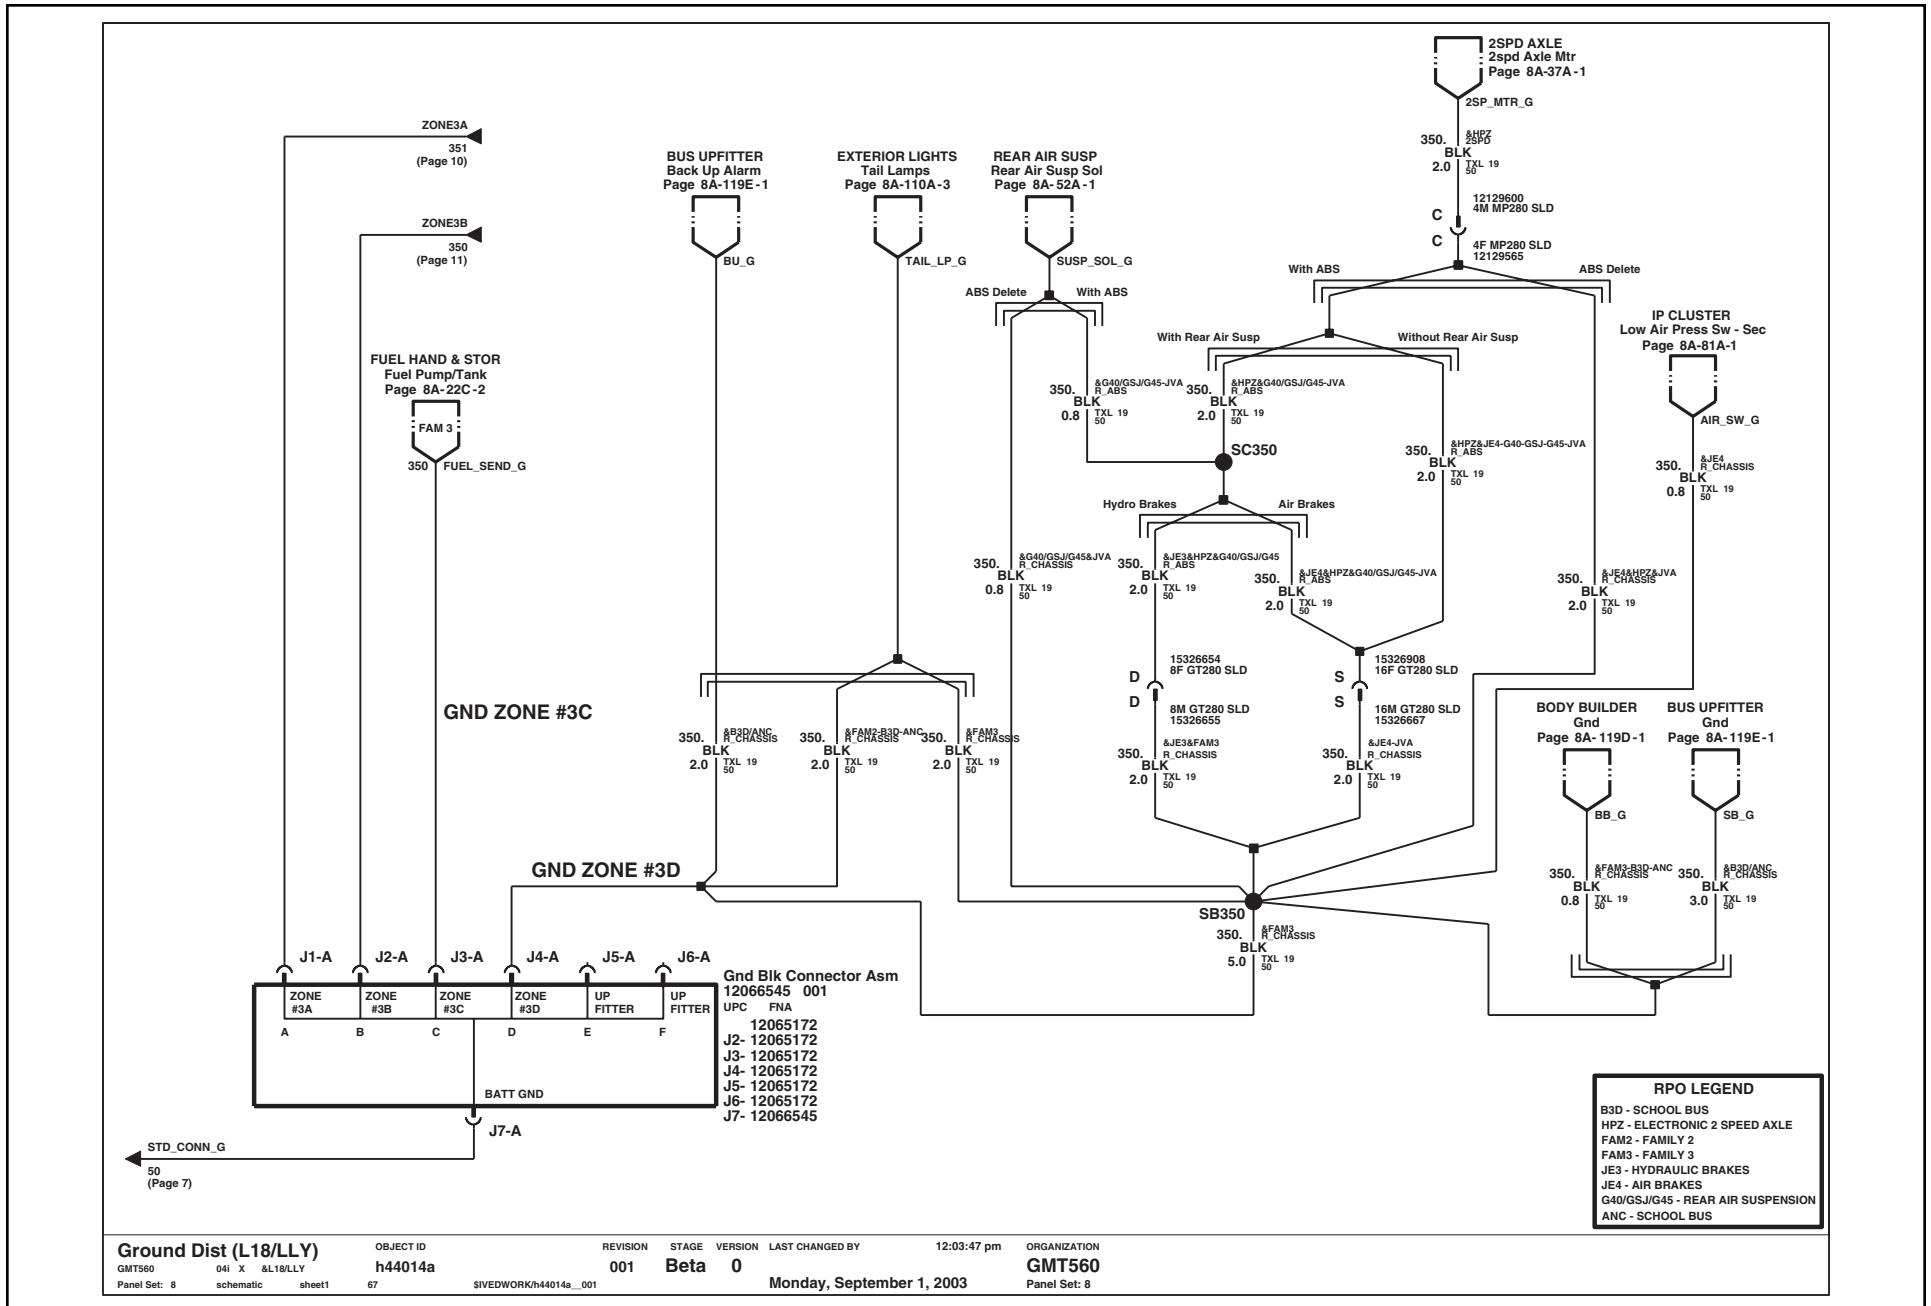 2SPD AXLE
2spd Axle Mtr
Page 8A-37A-1
2SP_MTR_G
350.
&HPZ
2SPD
BLK
2.0
TXL 19
50
12129600
4M MP280 SLD
C
C
4F MP280 SLD
12129565
With ABS
ABS Delete
ZONE3A
351
(Page 10)
ZONE3B
350
(Page 11)
FUEL HAND & STOR
Fuel Pump/Tank
Page 8A-22C-2
FAM 3
350
FUEL_SEND_G
BUS UPFITTER
Back Up Alarm
Page 8A-119E-1
BU_G
EXTERIOR LIGHTS
Tail Lamps
Page 8A-110A-3
TAIL_LP_G
REAR AIR SUSP
Rear Air Susp Sol
Page 8A-52A-1
SUSP_SOL_G
ABS Delete
With ABS
With Rear Air Susp
Without Rear Air Susp
IP CLUSTER
Low Air Press Sw - Sec
Page 8A-81A-1
AIR_SW_G
350.
&G40/GSJ/G45-JVA
R_ABS
BLK
0.8
TXL 19
50
350.
&HPZ&G40/GSJ/G45-JVA
R_ABS
BLK
2.0
TXL 19
50
SC350
350.
&HPZ&JE4-G40-GSJ-G45-JVA
R_ABS
BLK
2.0
TXL 19
50
350.
&JE4
R_CHASSIS
BLK
0.8
TXL 19
50
Hydro Brakes
Air Brakes
350.
&G40/GSJ/G45&JVA
R_CHASSIS
BLK
0.8
TXL 19
50
350.
&JE3&HPZ&G40/GSJ/G45
R_ABS
BLK
2.0
TXL 19
50
350.
&JE4&HPZ&G40/GSJ/G45-JVA
R_ABS
BLK
2.0
TXL 19
50
350.
&JE4&HPZ&JVA
R_CHASSIS
BLK
2.0
TXL 19
50
15326654
8F GT280 SLD
D
D
8M GT280 SLD
15326655
15326908
16F GT280 SLD
S
S
16M GT280 SLD
15326667
GND ZONE #3C
350.
&B3D/ANC
R_CHASSIS
BLK
2.0
TXL 19
50
350.
&FAM2-B3D-ANC
R_CHASSIS
BLK
2.0
TXL 19
50
350.
&FAM3
R_CHASSIS
BLK
2.0
TXL 19
50
350.
&JE3&FAM3
R_CHASSIS
BLK
2.0
TXL 19
50
350.
&JE4-JVA
R_CHASSIS
BLK
2.0
TXL 19
50
BODY BUILDER
Gnd
Page 8A-119D-1
BB_G
BUS UPFITTER
Gnd
Page 8A-119E-1
SB_G
GND ZONE #3D
350.
&FAM3-B3D-ANC
R_CHASSIS
BLK
0.8
TXL 19
50
350.
&B3D/ANC
R_CHASSIS
BLK
3.0
TXL 19
50
SB350
350.
&FAM3
R_CHASSIS
BLK
5.0
TXL 19
50
J1-A
J2-A
J3-A
J4-A
J5-A
J6-A
ZONE
#3A
ZONE
#3B
ZONE
#3C
ZONE
#3D
UP
FITTER
UP
FITTER
A
B
C
D
E
F
BATT GND
J7-A
Gnd Blk Connector Asm
12066545 001
UPC FNA
12065172
J2- 12065172
J3- 12065172
J4- 12065172
J5- 12065172
J6- 12065172
J7- 12066545
STD_CONN_G
50
(Page 7)
RPO LEGEND
B3D - SCHOOL BUS
HPZ - ELECTRONIC 2 SPEED AXLE
FAM2 - FAMILY 2
FAM3 - FAMILY 3
JE3 - HYDRAULIC BRAKES
JE4 - AIR BRAKES
G40/GSJ/G45 - REAR AIR SUSPENSION
ANC - SCHOOL BUS
Ground Dist (L18/LLY) OBJECT ID REVISION STAGE VERSION LAST CHANGED BY 12:03:47 pm ORGANIZATION
GMT560 04i X &L18/LLY h44014a 001 Beta 0 GMT560
Panel Set: 8 schematic sheet1 67 $IVEDWORK/h44014a__001 Monday, September 1, 2003 Panel Set: 8